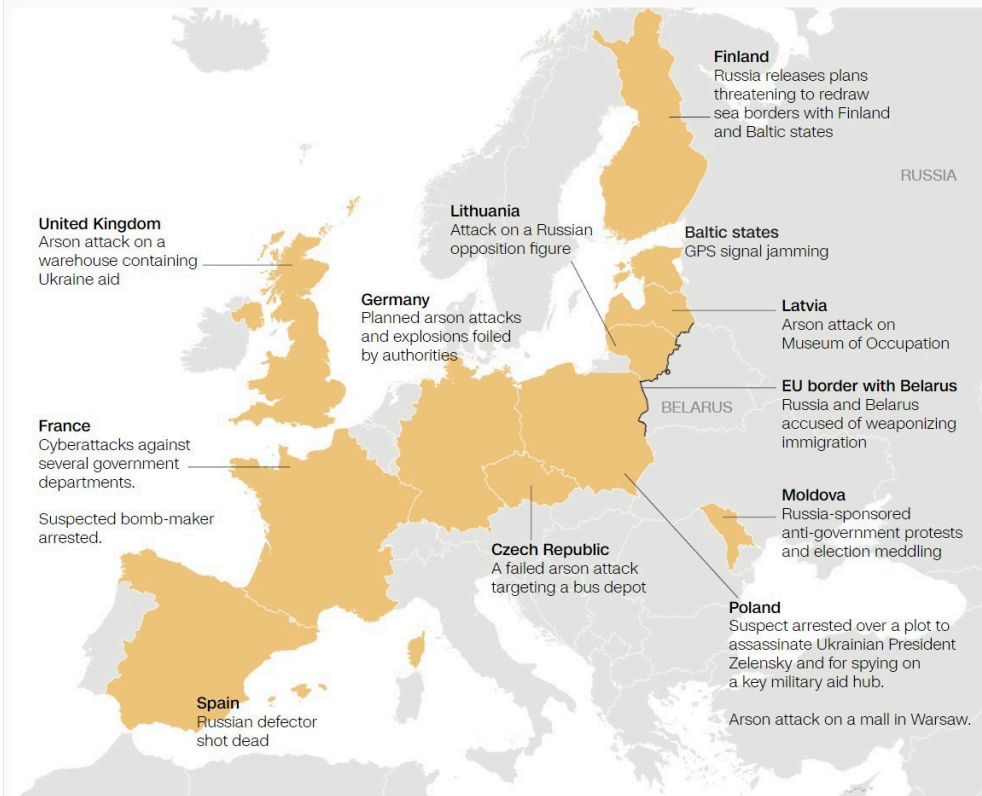 Finland
Russia releases plans
threatening to redraw
sea borders with Finland
and Baltic states
RUSSIA
United Kingdom
Arson attack on a
warehouse containing
Ukraine aid
Lithuania
Attack on a Russian
opposition figure
Baltic states
GPS signal jamming
Germany
Planned arson attacks
and explosions foiled
by authorities
Latvia
Arson attack on
Museum of Occupation
EU border with Belarus
Russia and Belarus
accused of weaponizing
immigration
BELARUS
France
Cyberattacks against
several government
departments.
Suspected bomb-maker
arrested.
Moldova
Russia-sponsored
anti-government protests
and election meddling
Czech Republic
A failed arson attack
targeting a bus depot
Poland
Suspect arrested over a plot to
assassinate Ukrainian President
Zelensky and for spying on
a key military aid hub.
Arson attack on a mall in Warsaw.
Spain
Russian defector
shot dead